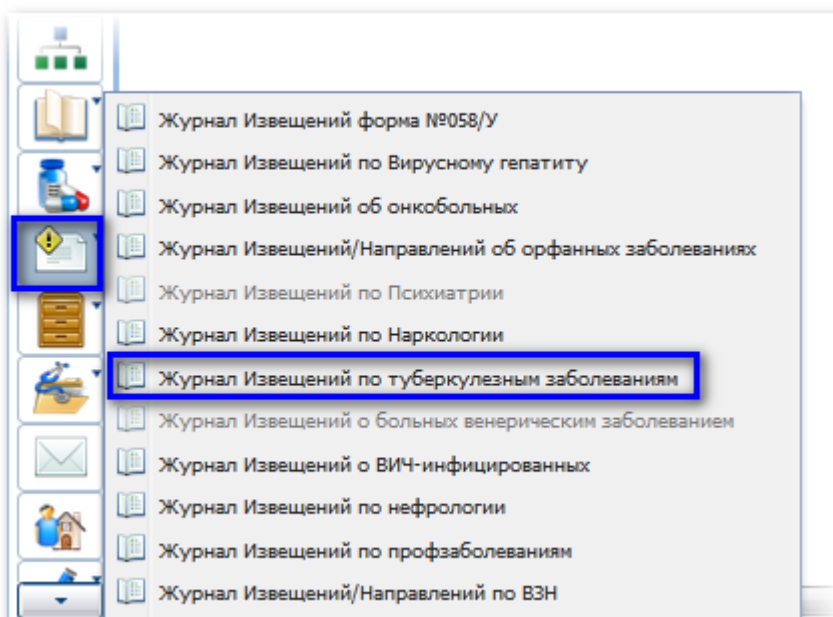 Журнал Извещений форма №058/У
Журнал Извещений по Вирусному гепатиту
Журнал Извещений об онкобольных
Журнал Извещений/Направлений об орфанных заболеваниях
Журнал Извещений по Психиатрии
Журнал Извещений по Наркологии
Журнал Извещений по туберкулезным заболеваниям
Журнал Извещений о больных венерическим заболеванием
Журнал Извещений о ВИЧ-инфицированных
Журнал Извещений по нефрологии
Журнал Извещений по профзаболеваниям
Журнал Извещений/Направлений по ВЗН